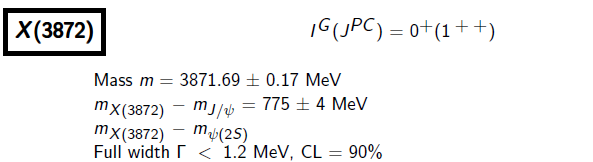 X(3872)
I^G(J^PC) = 0^+(1^++)
Mass m = 3871.69 ± 0.17 MeV
m_X(3872) − m_J/ψ = 775 ± 4 MeV
m_X(3872) − m_ψ(2S)
Full width Γ < 1.2 MeV, CL = 90%